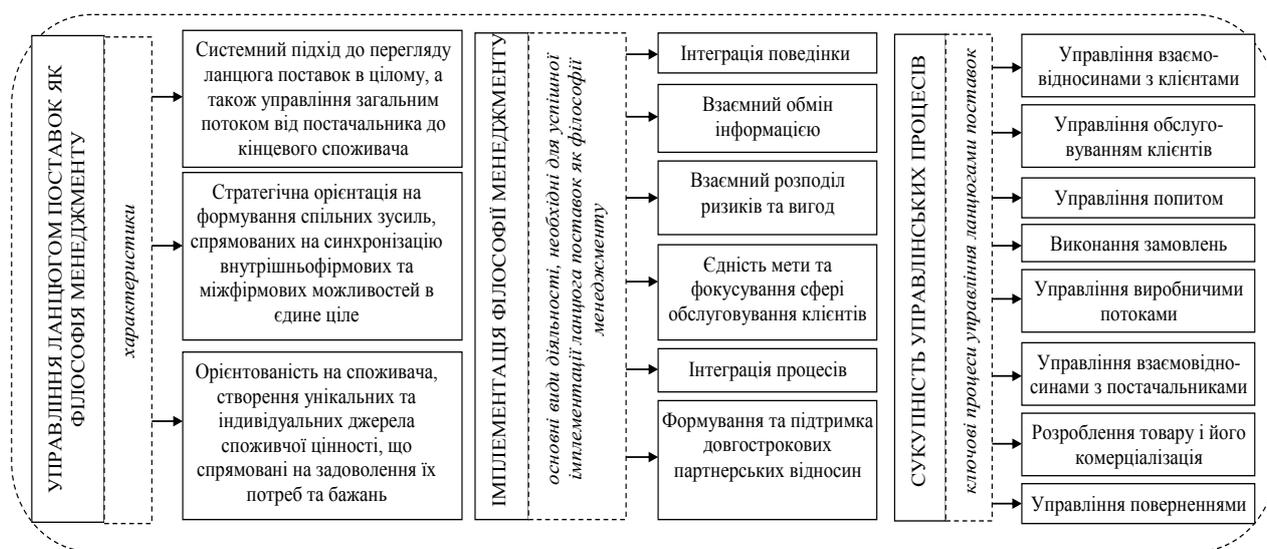 УПРАВЛІННЯ ЛАНЦЮГОМ ПОСТАВОК ЯК
ФІЛОСОФІЯ МЕНЕДЖМЕНТУ
характеристики
Системний підхід до перегляду
ланцюга поставок в цілому, а
також управління загальним
потоком від постачальника до
кінцевого споживача
Стратегічна орієнтація на
формування спільних зусиль,
спрямованих на синхронізацію
внутрішньофірмових та
міжфірмових можливостей в
єдине ціле
Орієнтованість на споживача,
створення унікальних та
індивідуальних джерела
споживчої цінності, що
спрямовані на задоволення їх
потреб та бажань
ІМПЛЕМЕНТАЦІЯ ФІЛОСОФІЇ МЕНЕДЖМЕНТУ
основні види діяльності, необхідні для успішної
імплементації ланцюга поставок як філософії
менеджменту
Інтеграція поведінки
Взаємний обмін
інформацією
Взаємний розподіл
ризиків та вигод
Єдність мети та
фокусування сфері
обслуговування клієнтів
Інтеграція процесів
Формування та підтримка
довгострокових
партнерських відносин
СУКУПНІСТЬ УПРАВЛІНСЬКИХ ПРОЦЕСІВ
ключові процеси управління ланцюгами поставок
Управління взаємо-
відносинами з клієнтами
Управління обслуго-
вуванням клієнтів
Управління попитом
Виконання замовлень
Управління виробничими
потоками
Управління взаємовідно-
синами з постачальниками
Розроблення товару і його
комерціалізація
Управління поверненнями